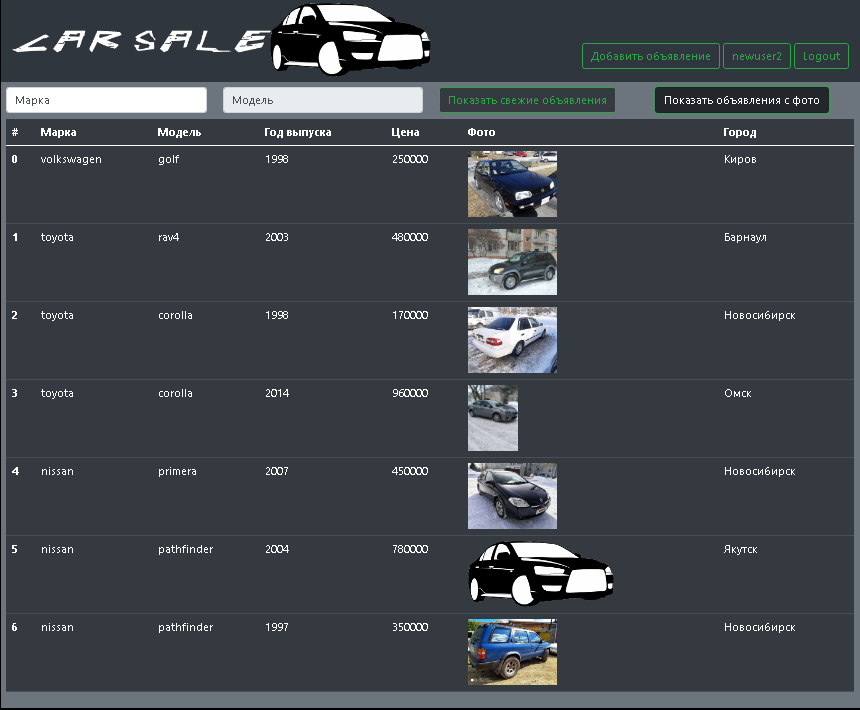 CAR SALE
Добавить объявление newuser2 Logout
Марка Модель Показать свежие объявления Показать объявления с фото
# Марка Модель Год выпуска Цена Фото Город
0 volkswagen golf 1998 250000 Киров
1 toyota rav4 2003 480000 Барнаул
2 toyota corolla 1998 170000 Новосибирск
3 toyota corolla 2014 960000 Омск
4 nissan primera 2007 450000 Новосибирск
5 nissan pathfinder 2004 780000 Якутск
6 nissan pathfinder 1997 350000 Новосибирск